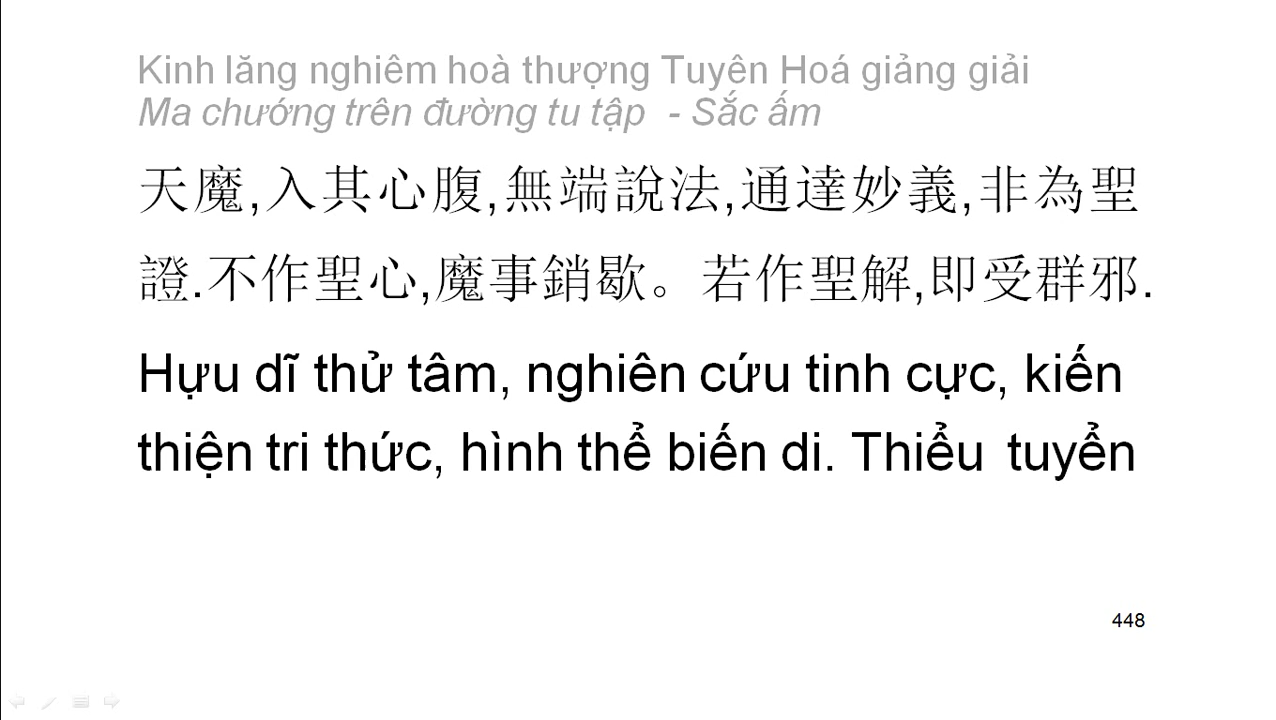 Kinh lăng nghiêm hoà thượng Tuyên Hoá giảng giải
Ma chướng trên đường tu tập - Sắc ấm
天魔,入其心腹,無端說法,通達妙義,非為聖
證.不作聖心,魔事銷歇。若作聖解,即受群邪.
Hựu dĩ thử tâm, nghiên cứu tinh cực, kiến
thiện tri thức, hình thể biến di. Thiểu tuyển
448